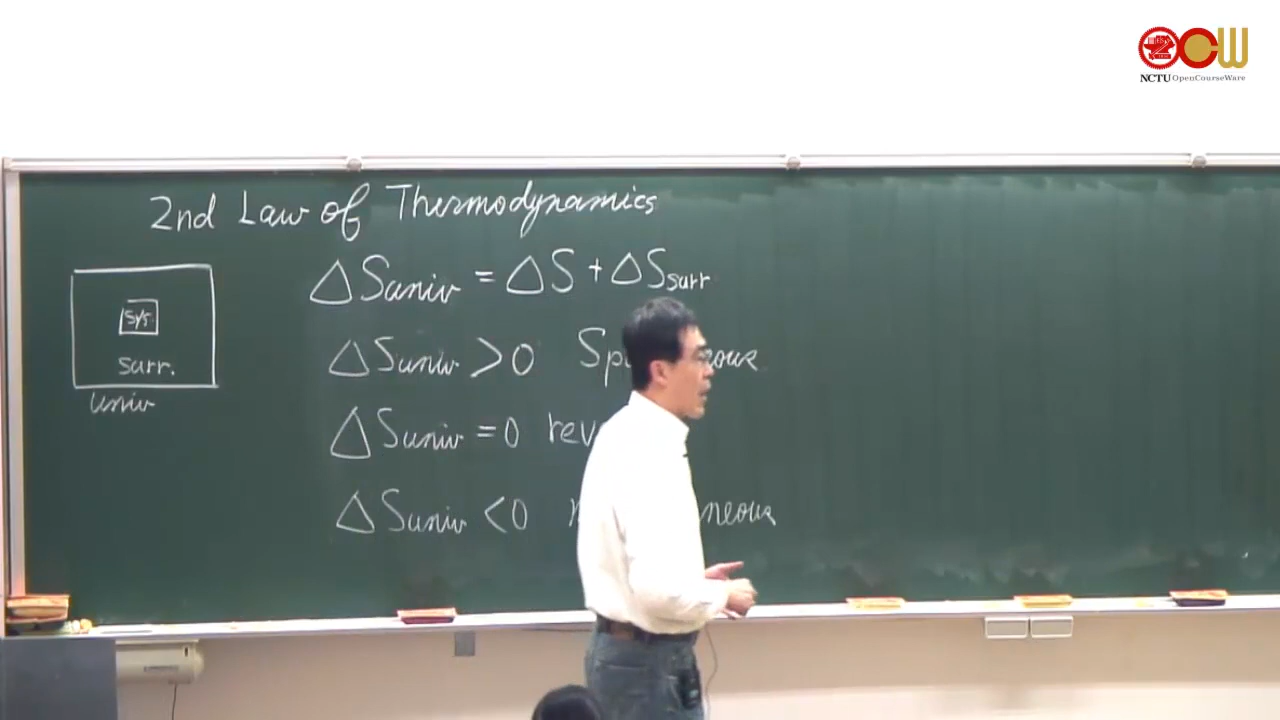 NCTU OpenCourseWare
2nd Law of Thermodynamics
ΔSuniv = ΔS + ΔSsurr
sys.
surr.
univ
ΔSuniv > 0
ΔSuniv = 0
ΔSuniv < 0